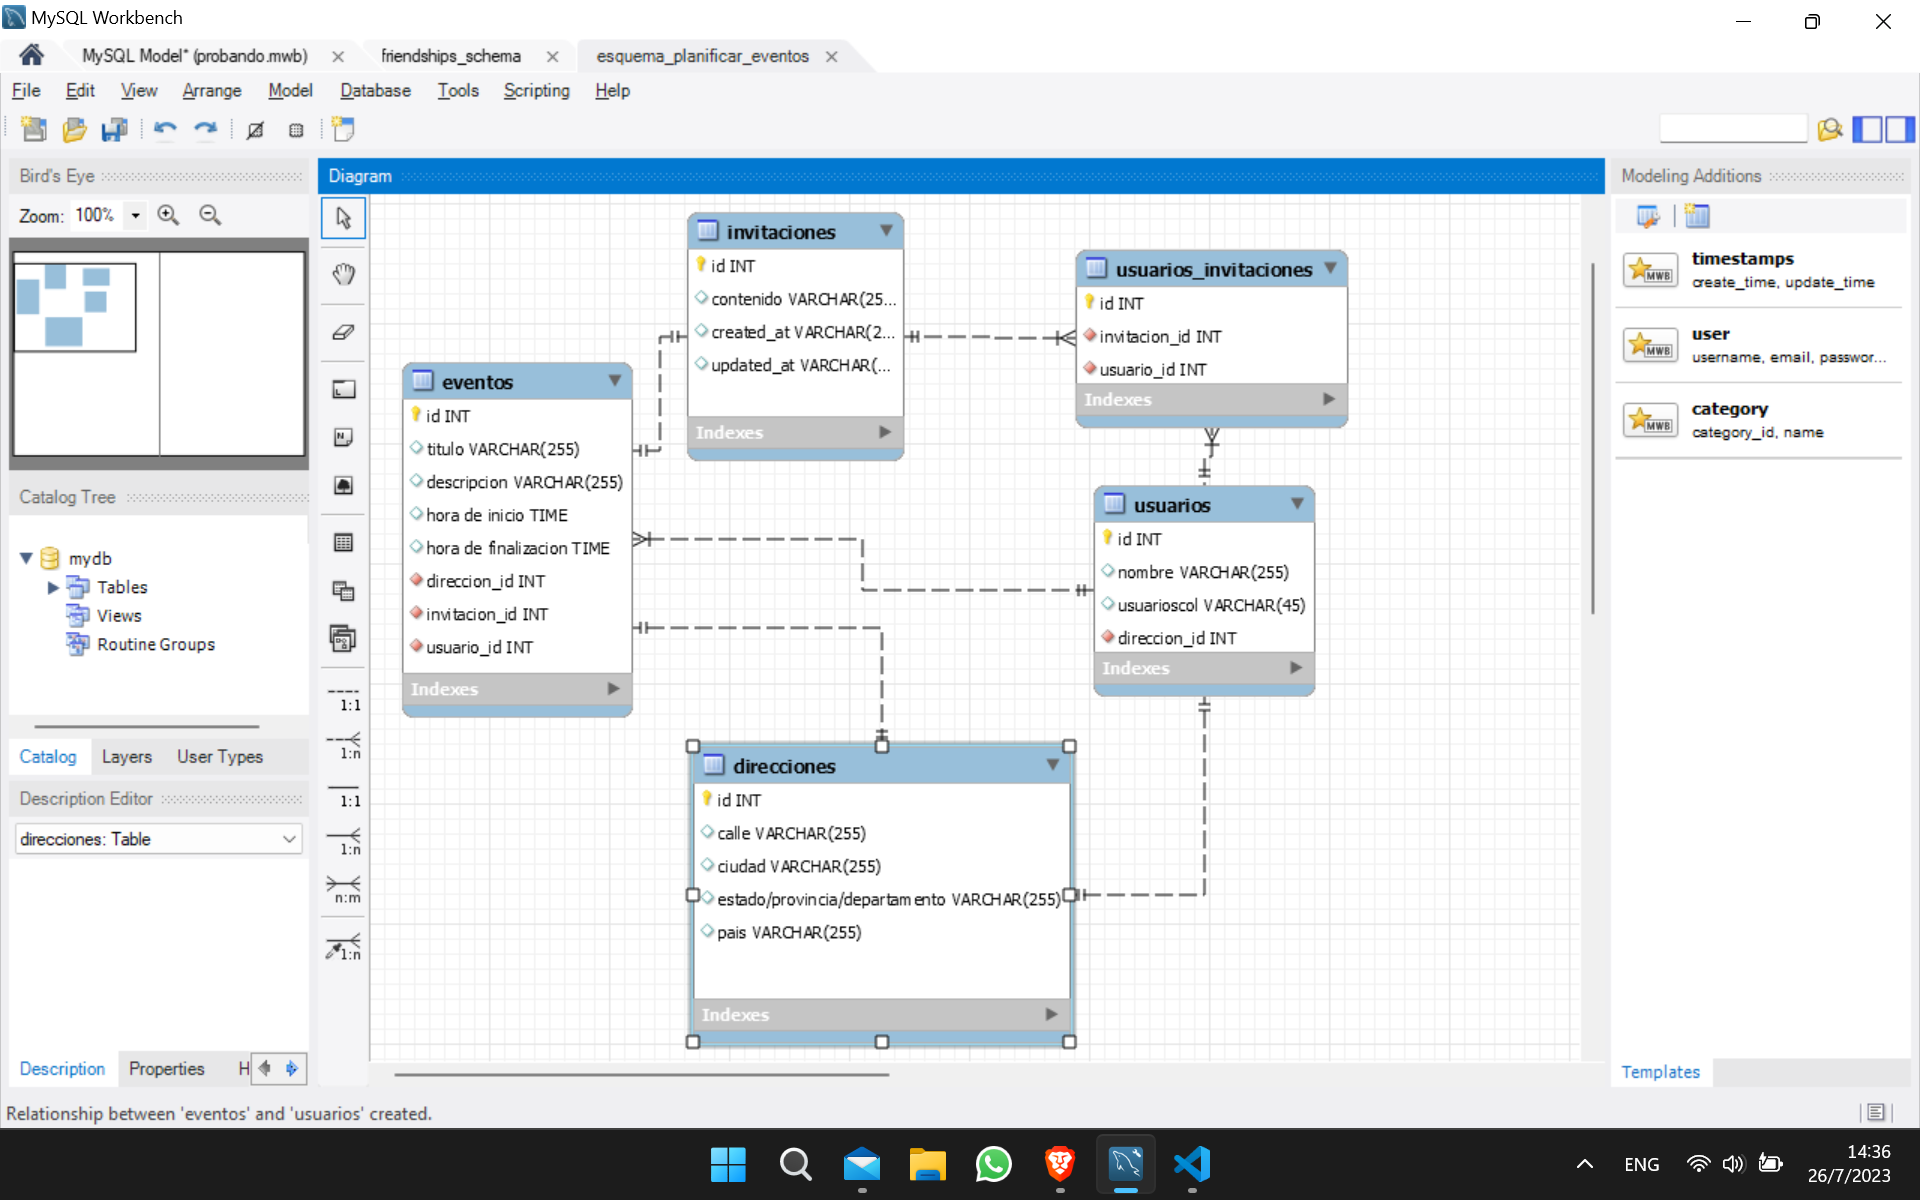 MySQL Workbench
MySQL Model* (probando.mwb)
friendships_schema
esquema_planificar_eventos
File Edit View Arrange Model Database Tools Scripting Help
Bird's Eye
Zoom: 100%
Catalog Tree
mydb
Tables
Views
Routine Groups
Catalog Layers User Types
Description Editor
direcciones: Table
Description Properties H
Diagram
1:1
1:n
1:1
1:n
n:m
1:n
invitaciones
id INT
contenido VARCHAR(25...
created_at VARCHAR(2...
updated_at VARCHAR(...
Indexes
usuarios_invitaciones
id INT
invitacion_id INT
usuario_id INT
Indexes
eventos
id INT
titulo VARCHAR(255)
descripcion VARCHAR(255)
hora de inicio TIME
hora de finalizacion TIME
direccion_id INT
invitacion_id INT
usuario_id INT
Indexes
usuarios
id INT
nombre VARCHAR(255)
usuarioscol VARCHAR(45)
direccion_id INT
Indexes
direcciones
id INT
calle VARCHAR(255)
ciudad VARCHAR(255)
estado/provincia/departamento VARCHAR(255)
pais VARCHAR(255)
Indexes
Modeling Additions
MWB
timestamps
create_time, update_time
MWB
user
username, email, passwor...
MWB
category
category_id, name
Templates
Relationship between 'eventos' and 'usuarios' created.
ENG
14:36
26/7/2023